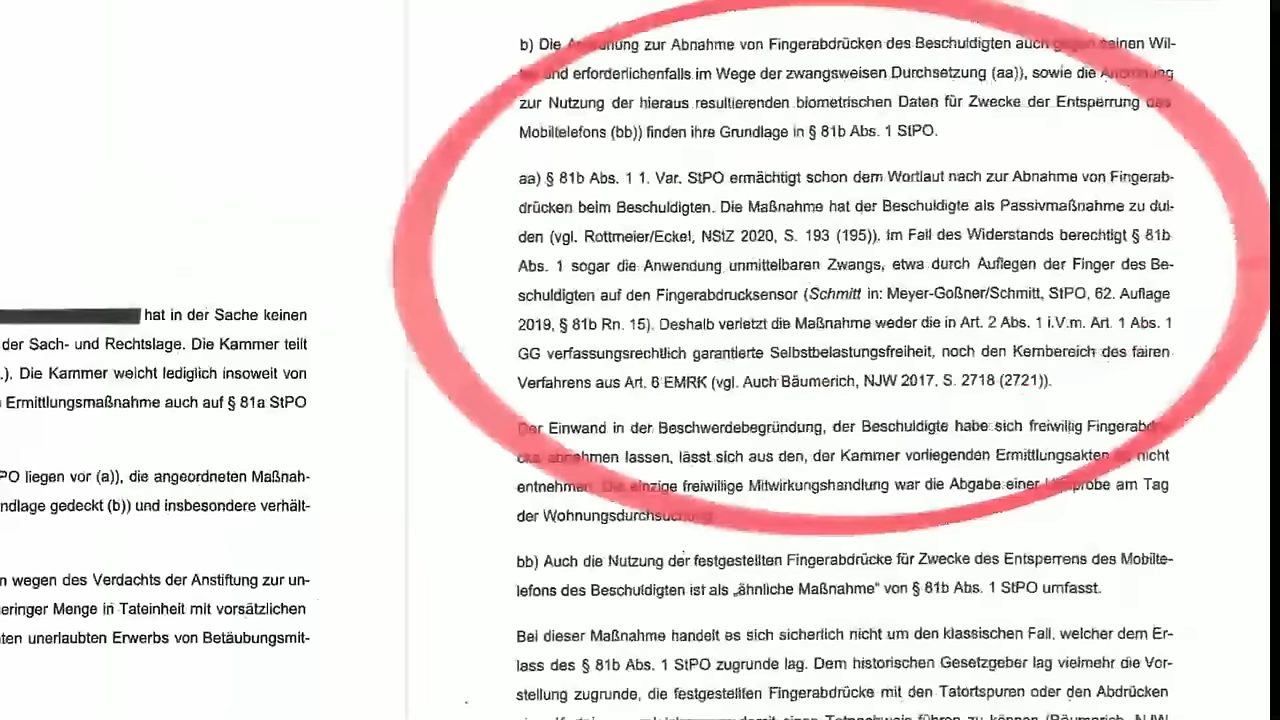 hat in der Sache keinen
der Sach- und Rechtslage. Die Kammer teilt
.). Die Kammer weicht lediglich insoweit von
Ermittlungsmaßnahme auch auf § 81a StPO
PO liegen vor (a)), die angeordneten Maßnah-
ndlage gedeckt (b)) und insbesondere verhält-
n wegen des Verdachts der Anstiftung zur un-
eringer Menge in Tateinheit mit vorsätzlichen
ten unerlaubten Erwerbs von Betäubungsmit-
b) Die Anordnung zur Abnahme von Fingerabdrücken des Beschuldigten auch gegen seinen Wil-
und erforderlichenfalls im Wege der zwangsweisen Durchsetzung (aa)), sowie die Anordnung
zur Nutzung der hieraus resultierenden biometrischen Daten für Zwecke der Entsperrung des
Mobiltelefons (bb)) finden ihre Grundlage in § 81b Abs. 1 StPO.
aa) § 81b Abs. 1 1. Var. StPO ermächtigt schon dem Wortlaut nach zur Abnahme von Fingerab-
drücken beim Beschuldigten. Die Maßnahme hat der Beschuldigte als Passivmaßnahme zu dul-
den (vgl. Rottmeier/Eckel, NStZ 2020, S. 193 (195)). Im Fall des Widerstands berechtigt § 81b
Abs. 1 sogar die Anwendung unmittelbaren Zwangs, etwa durch Auflegen der Finger des Be-
schuldigten auf den Fingerabdrucksensor (Schmitt in: Meyer-Goßner/Schmitt, StPO, 62. Auflage
2019, § 81b Rn. 15). Deshalb verletzt die Maßnahme weder die in Art. 2 Abs. 1 i.V.m. Art. 1 Abs. 1
GG verfassungsrechtlich garantierte Selbstbelastungsfreiheit, noch den Kernbereich des fairen
Verfahrens aus Art. 6 EMRK (vgl. Auch Bäumerich, NJW 2017, S. 2718 (2721)).
Der Einwand in der Beschwerdebegründung, der Beschuldigte habe sich freiwillig Fingerabdrü-
cke abnehmen lassen, lässt sich aus den, der Kammer vorliegenden Ermittlungsakten nicht
entnehmen. Die einzige freiwillige Mitwirkungshandlung war die Abgabe einer Urinprobe am Tag
der Wohnungsdurchsuchung.
bb) Auch die Nutzung der festgestellten Fingerabdrücke für Zwecke des Entsperrens des Mobilte-
lefons des Beschuldigten ist als „ähnliche Maßnahme“ von § 81b Abs. 1 StPO umfasst.
Bei dieser Maßnahme handelt es sich sicherlich nicht um den klassischen Fall, welcher dem Er-
lass des § 81b Abs. 1 StPO zugrunde lag. Dem historischen Gesetzgeber lag vielmehr die Vor-
stellung zugrunde, die festgestellten Fingerabdrücke mit den Tatortspuren oder den Abdrücken